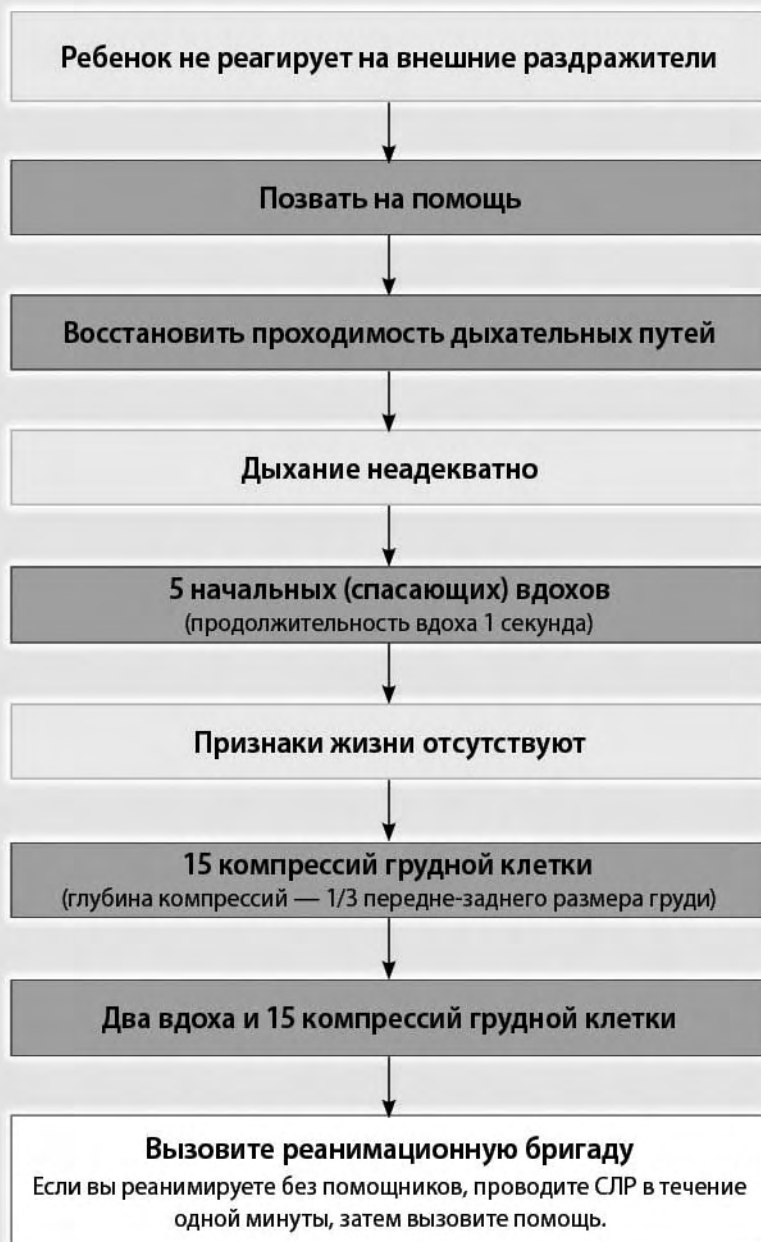 Ребенок не реагирует на внешние раздражители
Позвать на помощь
Восстановить проходимость дыхательных путей
Дыхание неадекватно
5 начальных (спасающих) вдохов
(продолжительность вдоха 1 секунда)
Признаки жизни отсутствуют
15 компрессий грудной клетки
(глубина компрессий — 1/3 передне-заднего размера груди)
Два вдоха и 15 компрессий грудной клетки
Вызовите реанимационную бригаду
Если вы реанимируете без помощников, проводите СЛР в течение
одной минуты, затем вызовите помощь.